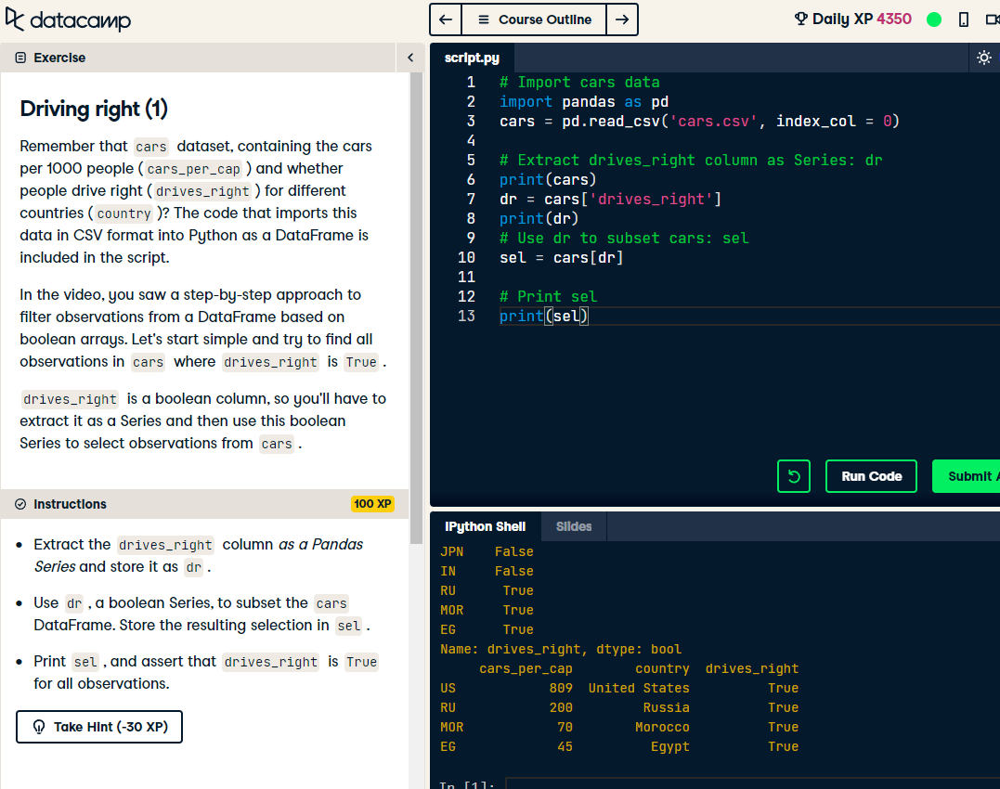 datacamp
Course Outline
Daily XP 4350
Exercise
Driving right (1)
Remember that cars dataset, containing the cars
per 1000 people ( cars_per_cap ) and whether
people drive right ( drives_right ) for different
countries ( country )? The code that imports this
data in CSV format into Python as a DataFrame is
included in the script.
In the video, you saw a step-by-step approach to
filter observations from a DataFrame based on
boolean arrays. Let's start simple and try to find all
observations in cars where drives_right is True .
drives_right is a boolean column, so you'll have to
extract it as a Series and then use this boolean
Series to select observations from cars .
Instructions
100 XP
• Extract the drives_right column as a Pandas
Series and store it as dr .
• Use dr , a boolean Series, to subset the cars
DataFrame. Store the resulting selection in sel .
• Print sel , and assert that drives_right is True
for all observations.
Take Hint (-30 XP)
script.py
1 # Import cars data
2 import pandas as pd
3 cars = pd.read_csv('cars.csv', index_col = 0)
4
5 # Extract drives_right column as Series: dr
6 print(cars)
7 dr = cars['drives_right']
8 print(dr)
9 # Use dr to subset cars: sel
10 sel = cars[dr]
11
12 # Print sel
13 print(sel)
Run Code
Submit A
IPython Shell
Slides
JPN False
IN False
RU True
MOR True
EG True
Name: drives_right, dtype: bool
cars_per_cap country drives_right
US 809 United States True
RU 200 Russia True
MOR 70 Morocco True
EG 45 Egypt True
In [1]: